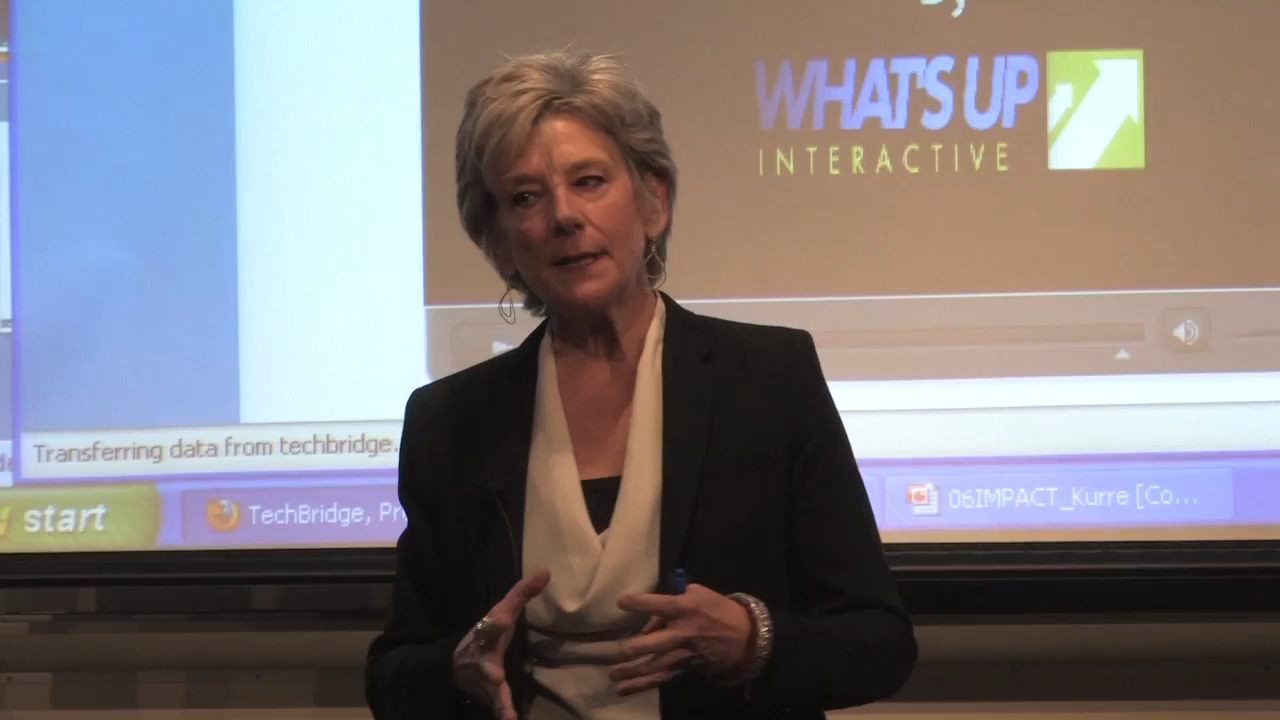 WHAT'S UP
INTERACTIVE
Transferring data from techbridge.
start
TechBridge, Pr
06IMPACT_Kurre [Co...